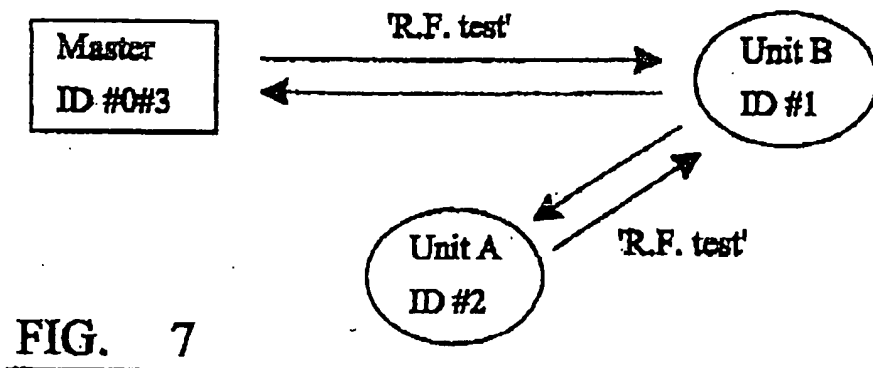 Master
ID #0#3
'R.F. test'
Unit B
ID #1
Unit A
ID #2
'R.F. test'
FIG. 7